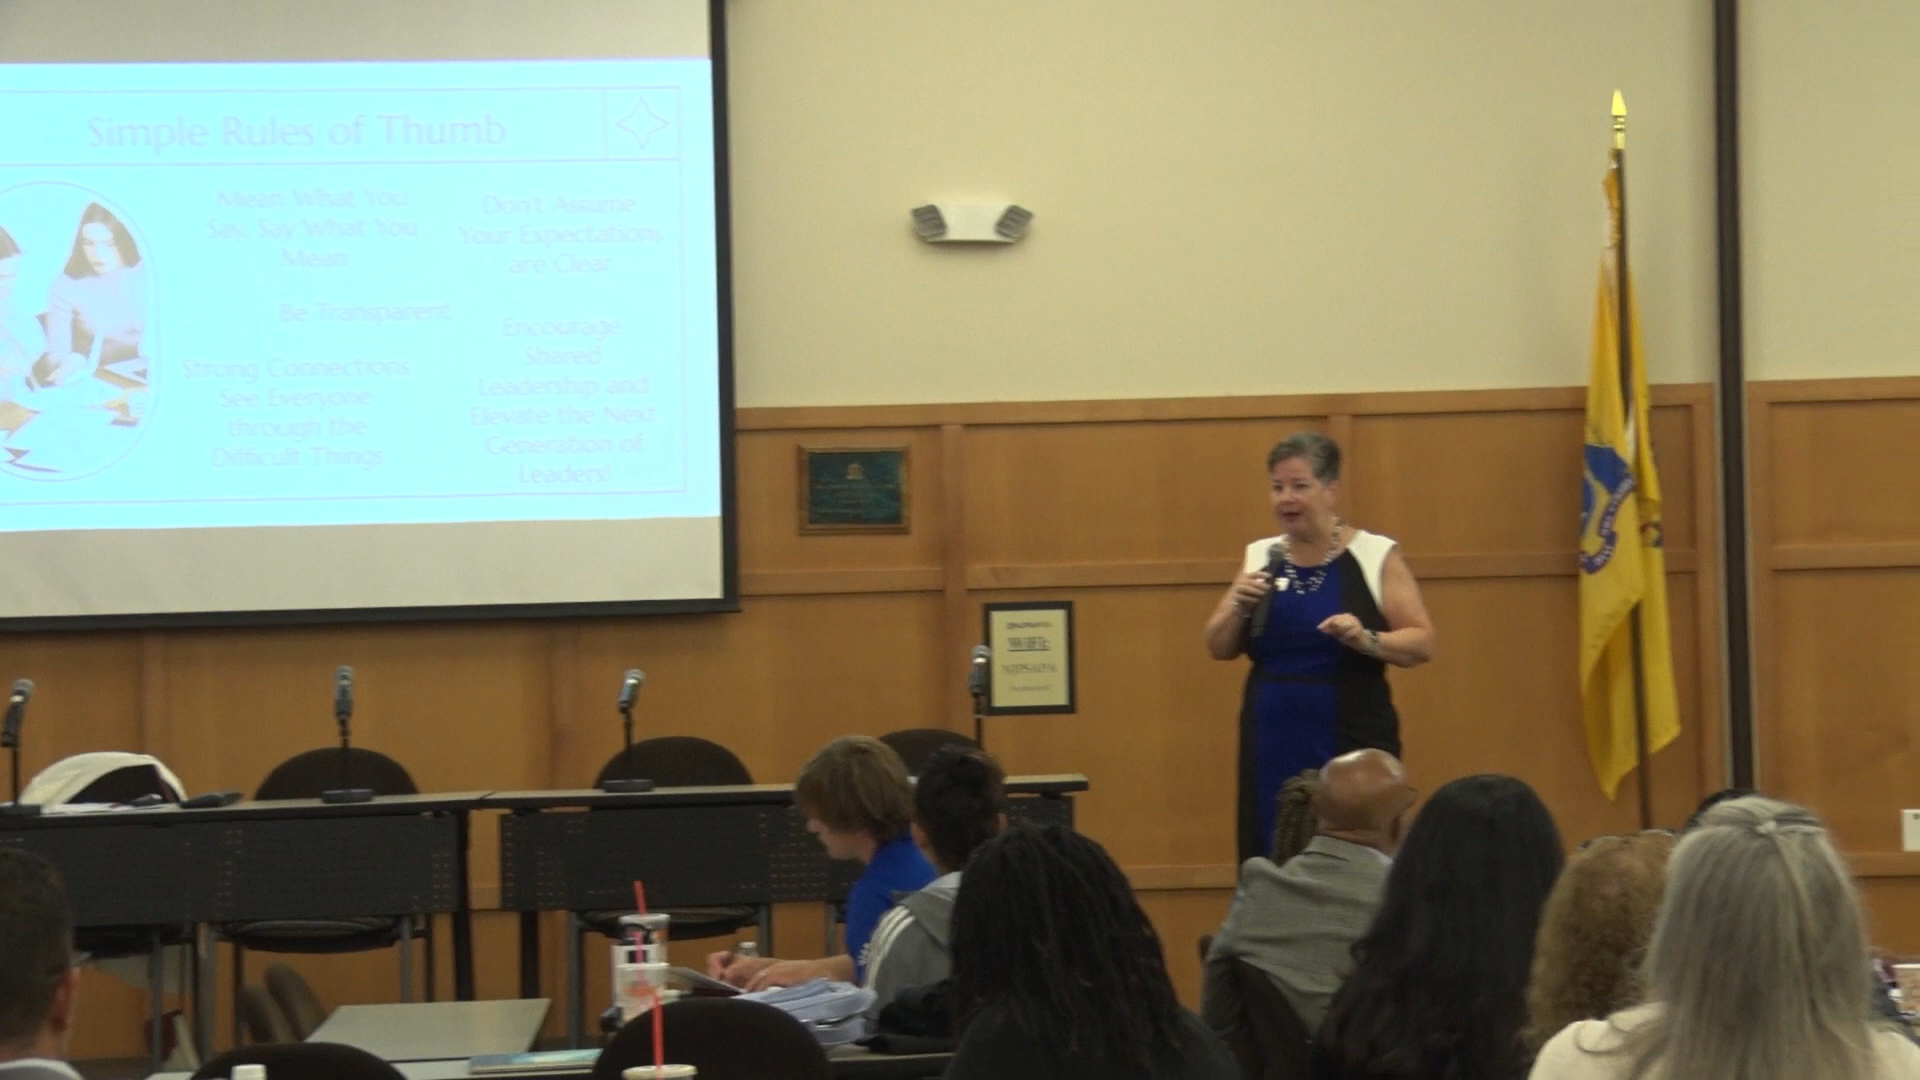 Simple Rules of Thumb
Mean What You
Say; Say What You
Mean
Don't Assume
Your Expectations
are Clear
Be Transparent
Encourage
Shared
Leadership and
Elevate the Next
Generation of
Leaders!
Strong Connections
See Everyone
through the
Difficult Things
WiFi: